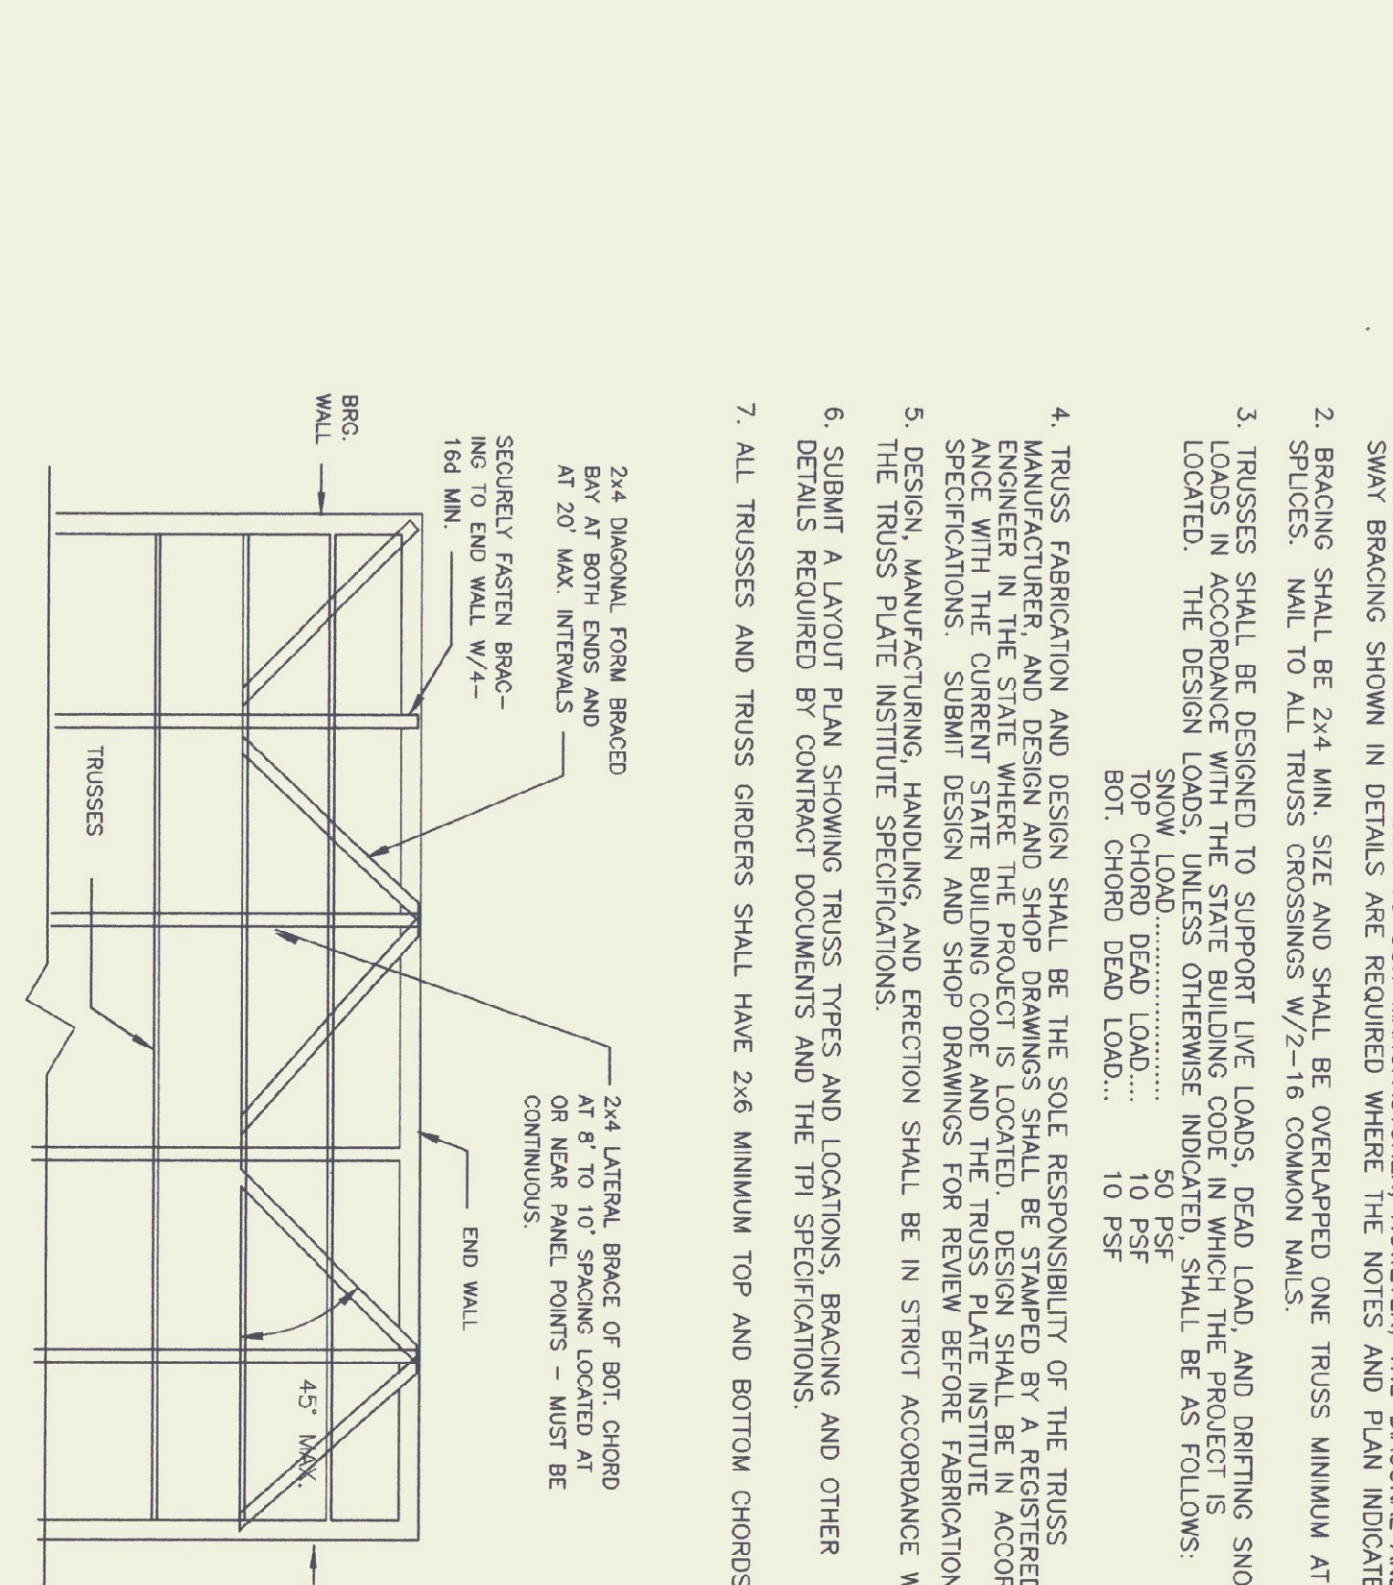 SWAY BRACING SHOWN IN DETAILS ARE REQUIRED WHERE THE NOTES AND PLAN INDICATE
2. BRACING SHALL BE 2x4 MIN. SIZE AND SHALL BE OVERLAPPED ONE TRUSS MINIMUM AT
SPLICES. NAIL TO ALL TRUSS CROSSINGS W/2-16 COMMON NAILS.
3. TRUSSES SHALL BE DESIGNED TO SUPPORT LIVE LOADS, DEAD LOAD, AND DRIFTING SNO
LOADS IN ACCORDANCE WITH THE STATE BUILDING CODE IN WHICH THE PROJECT IS
LOCATED. THE DESIGN LOADS, UNLESS OTHERWISE INDICATED, SHALL BE AS FOLLOWS:
SNOW LOAD.................... 50 PSF
TOP CHORD DEAD LOAD.... 10 PSF
BOT. CHORD DEAD LOAD... 10 PSF
4. TRUSS FABRICATION AND DESIGN SHALL BE THE SOLE RESPONSIBILITY OF THE TRUSS
MANUFACTURER, AND DESIGN AND SHOP DRAWINGS SHALL BE STAMPED BY A REGISTERED
ENGINEER IN THE STATE WHERE THE PROJECT IS LOCATED. DESIGN SHALL BE IN ACCOR
ANCE WITH THE CURRENT STATE BUILDING CODE AND THE TRUSS PLATE INSTITUTE
SPECIFICATIONS. SUBMIT DESIGN AND SHOP DRAWINGS FOR REVIEW BEFORE FABRICATION
5. DESIGN, MANUFACTURING, HANDLING, AND ERECTION SHALL BE IN STRICT ACCORDANCE W
THE TRUSS PLATE INSTITUTE SPECIFICATIONS.
6. SUBMIT A LAYOUT PLAN SHOWING TRUSS TYPES AND LOCATIONS, BRACING AND OTHER
DETAILS REQUIRED BY CONTRACT DOCUMENTS AND THE TPI SPECIFICATIONS.
7. ALL TRUSSES AND TRUSS GIRDERS SHALL HAVE 2x6 MINIMUM TOP AND BOTTOM CHORDS
2x4 DIAGONAL FORM BRACED
BAY AT BOTH ENDS AND
AT 20' MAX. INTERVALS
SECURELY FASTEN BRAC-
ING TO END WALL W/4-
16d MIN.
BRG.
WALL
2x4 LATERAL BRACE OF BOT. CHORD
AT 8' TO 10' SPACING LOCATED AT
OR NEAR PANEL POINTS - MUST BE
CONTINUOUS.
END WALL
45° MAX.
TRUSSES